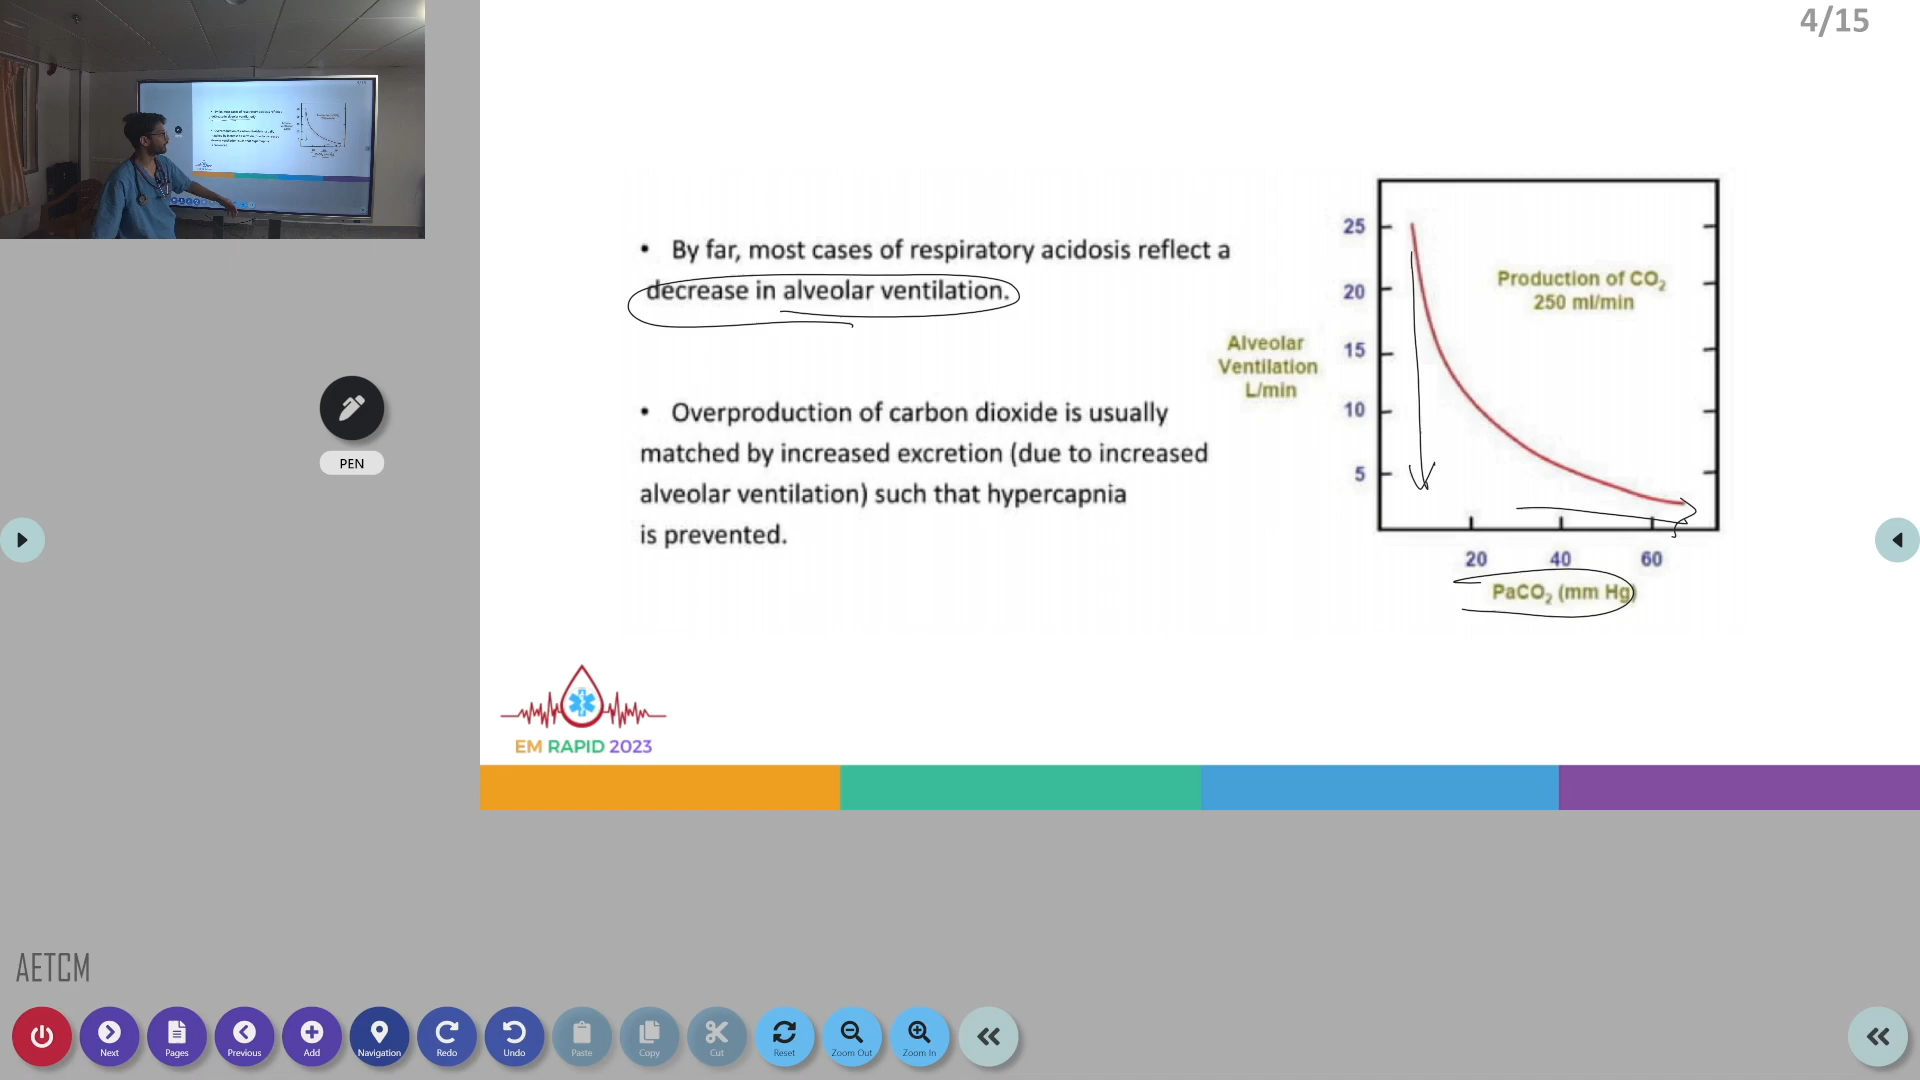 4/15
• By far, most cases of respiratory acidosis reflect a
decrease in alveolar ventilation.
• Overproduction of carbon dioxide is usually
matched by increased excretion (due to increased
alveolar ventilation) such that hypercapnia
is prevented.
Alveolar
Ventilation
L/min
25
20
15
10
5
Production of CO₂
250 ml/min
20 40 60
PaCO₂ (mm Hg)
EM RAPID 2023
PEN
AETCM
Next Pages Previous Add Navigation Redo Undo Paste Copy Cut Reset Zoom Out Zoom In